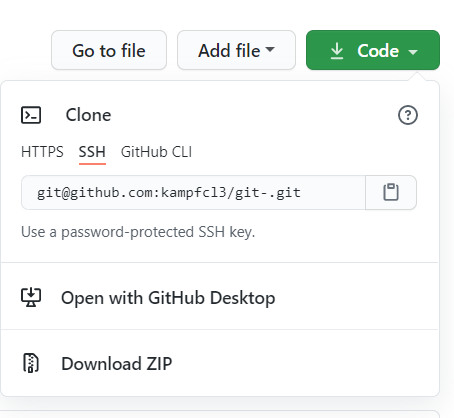 Go to file Add file Code
Clone
HTTPS SSH GitHub CLI
git@github.com:kampfcl3/git-.git
Use a password-protected SSH key.
Open with GitHub Desktop
Download ZIP